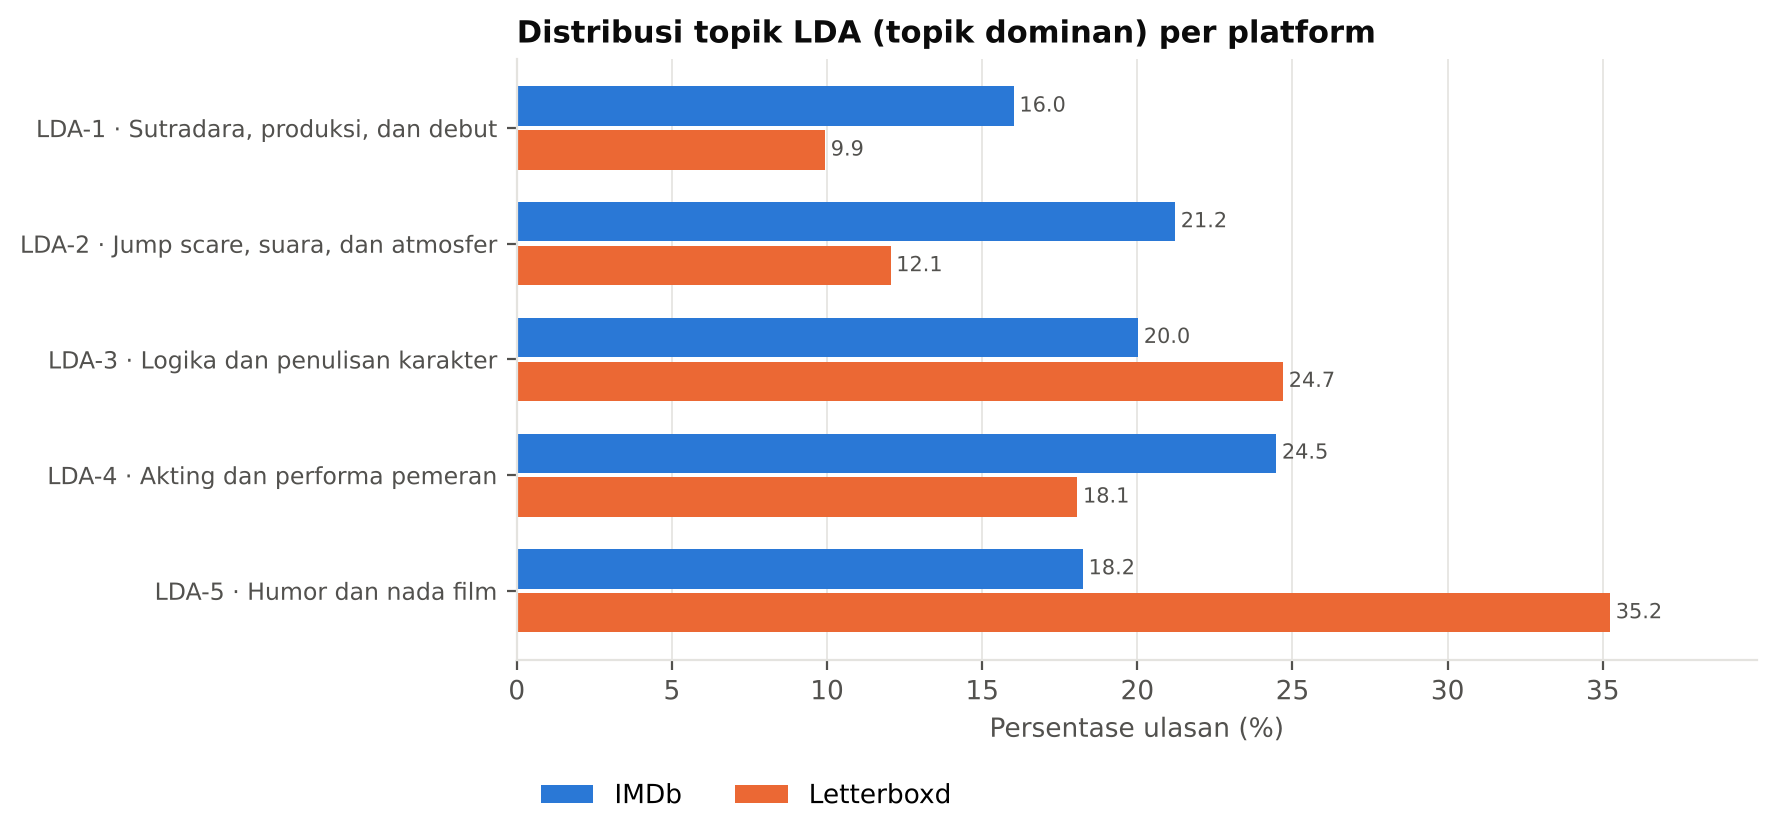 Distribusi topik LDA (topik dominan) per platform
LDA-1 · Sutradara, produksi, dan debut
16.0
9.9
LDA-2 · Jump scare, suara, dan atmosfer
21.2
12.1
LDA-3 · Logika dan penulisan karakter
20.0
24.7
LDA-4 · Akting dan performa pemeran
24.5
18.1
LDA-5 · Humor dan nada film
18.2
35.2
0 5 10 15 20 25 30 35
Persentase ulasan (%)
IMDb Letterboxd